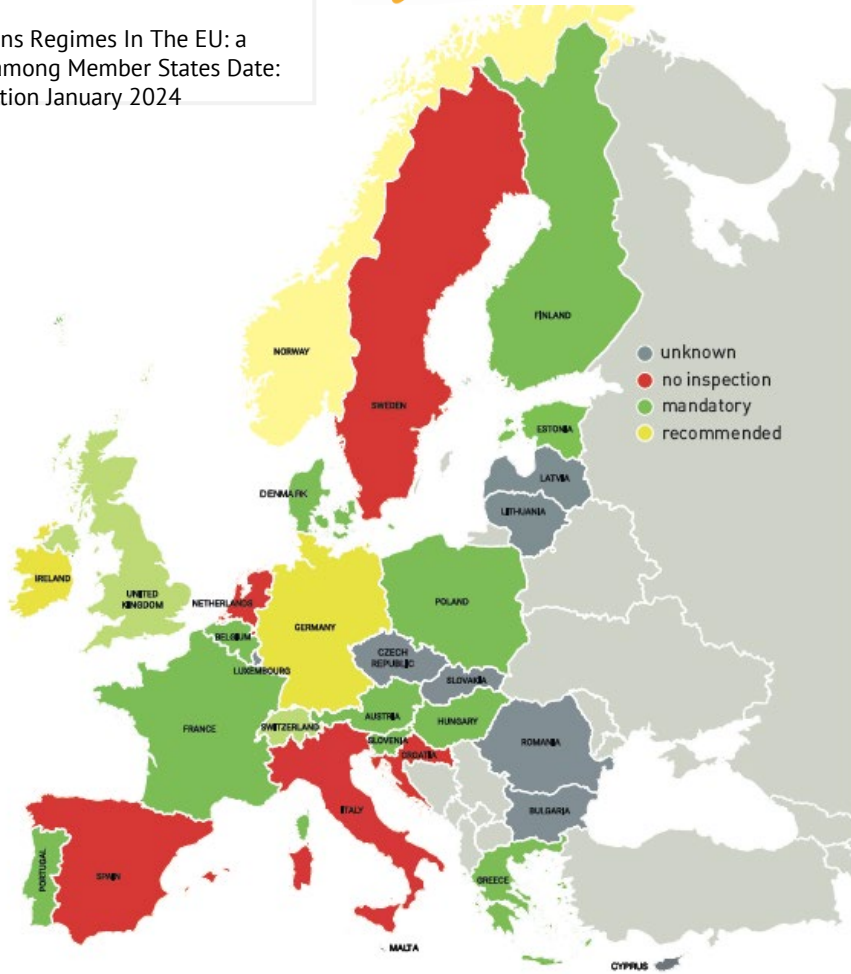 ns Regimes In The EU: a
among Member States Date:
tion January 2024
NORWAY
FINLAND
unknown
no inspection
mandatory
recommended
SWEDEN
ESTONIA
LATVIA
DENMARK
LITHUANIA
IRELAND
UNITED
KINGDOM
NETHERLANDS
POLAND
GERMANY
BELGIUM
CZECH
REPUBLIC
LUXEMBOURG
SLOVAKIA
AUSTRIA
HUNGARY
FRANCE
SWITZERLAND
SLOVENIA
ROMANIA
CROATIA
ITALY
BULGARIA
PORTUGAL
SPAIN
GREECE
MALTA
CYPRUS